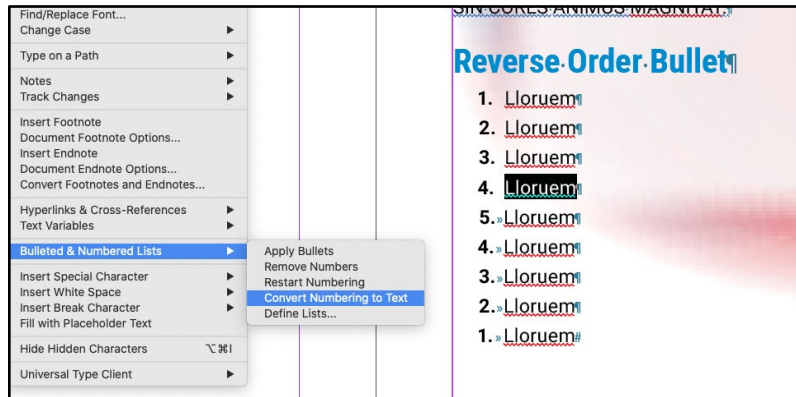 Find/Replace Font...
Change Case
Type on a Path
Notes
Track Changes
Insert Footnote
Document Footnote Options...
Insert Endnote
Document Endnote Options...
Convert Footnotes and Endnotes...
Hyperlinks & Cross-References
Text Variables
Bulleted & Numbered Lists
Insert Special Character
Insert White Space
Insert Break Character
Fill with Placeholder Text
Hide Hidden Characters ⌥⌘I
Universal Type Client
Apply Bullets
Remove Numbers
Restart Numbering
Convert Numbering to Text
Define Lists...
SIN·CORES·ANIMUS·MAGNITAT.¶
Reverse·Order·Bullet¶
1. Lloruem¶
2. Lloruem¶
3. Lloruem¶
4. Lloruem¶
5.»Lloruem¶
4.»Lloruem¶
3.»Lloruem¶
2.»Lloruem¶
1.»Lloruem#